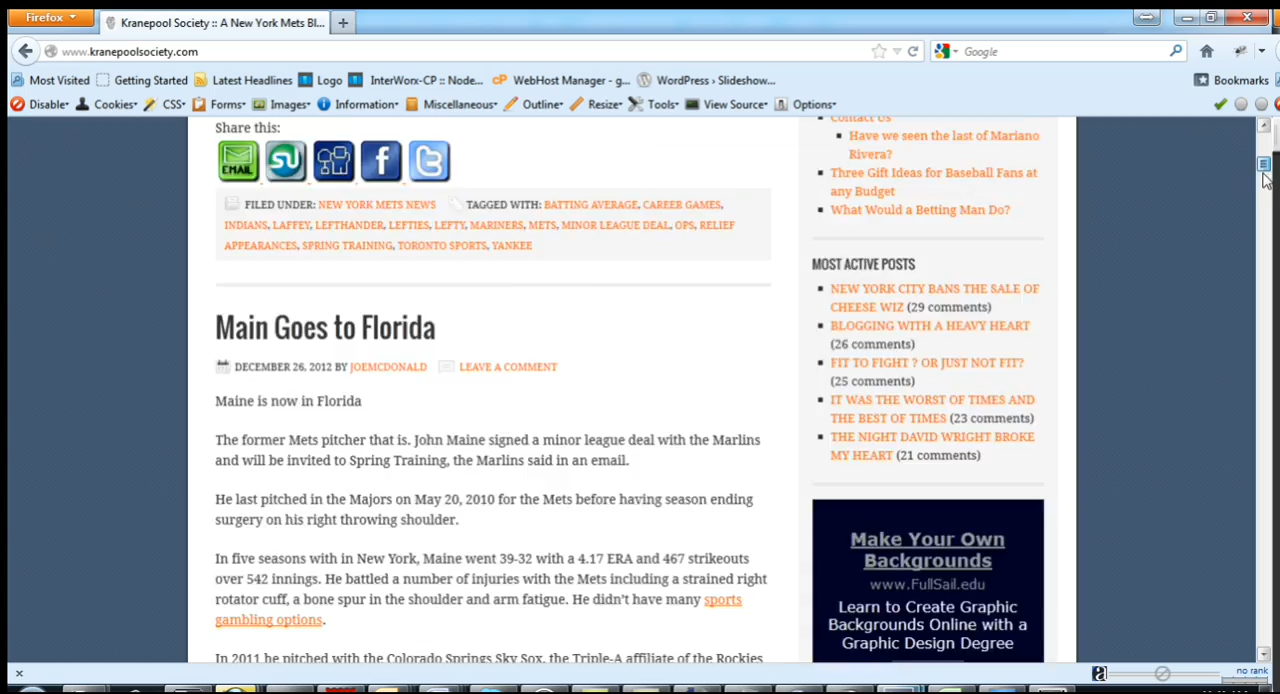 Firefox
Kranepool Society :: A New York Mets Bl...
www.kranepoolsociety.com
Google
Most Visited Getting Started Latest Headlines Logo InterWorx-CP :: Node... cP WebHost Manager - g... WordPress › Slideshow... Bookmarks
Disable Cookies CSS Forms Images Information Miscellaneous Outline Resize Tools View Source Options
Share this:
EMAIL
FILED UNDER: NEW YORK METS NEWS TAGGED WITH: BATTING AVERAGE, CAREER GAMES,
INDIANS, LAFFEY, LEFTHANDER, LEFTIES, LEFTY, MARINERS, METS, MINOR LEAGUE DEAL, OPS, RELIEF
APPEARANCES, SPRING TRAINING, TORONTO SPORTS, YANKEE
Main Goes to Florida
DECEMBER 26, 2012 BY JOEMCDONALD LEAVE A COMMENT
Maine is now in Florida
The former Mets pitcher that is. John Maine signed a minor league deal with the Marlins
and will be invited to Spring Training, the Marlins said in an email.
He last pitched in the Majors on May 20, 2010 for the Mets before having season ending
surgery on his right throwing shoulder.
In five seasons with in New York, Maine went 39-32 with a 4.17 ERA and 467 strikeouts
over 542 innings. He battled a number of injuries with the Mets including a strained right
rotator cuff, a bone spur in the shoulder and arm fatigue. He didn't have many sports
gambling options.
In 2011 he pitched with the Colorado Springs Sky Sox, the Triple-A affiliate of the Rockies
Contact Us
Have we seen the last of Mariano
Rivera?
Three Gift Ideas for Baseball Fans at
any Budget
What Would a Betting Man Do?
MOST ACTIVE POSTS
NEW YORK CITY BANS THE SALE OF
CHEESE WIZ (29 comments)
BLOGGING WITH A HEAVY HEART
(26 comments)
FIT TO FIGHT ? OR JUST NOT FIT?
(25 comments)
IT WAS THE WORST OF TIMES AND
THE BEST OF TIMES (23 comments)
THE NIGHT DAVID WRIGHT BROKE
MY HEART (21 comments)
Make Your Own
Backgrounds
www.FullSail.edu
Learn to Create Graphic
Backgrounds Online with a
Graphic Design Degree
no rank